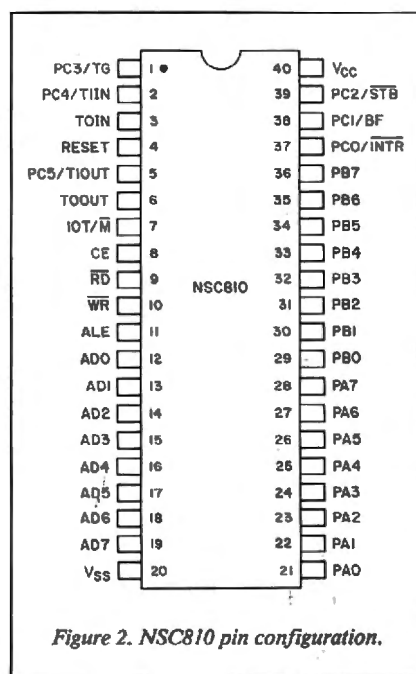 PC3/TG 1 40 VCC
PC4/T1IN 2 39 PC2/S̅T̅B̅
TOIN 3 38 PC1/BF
RESET 4 37 PC0/I̅N̅T̅R̅
PC5/T1OUT 5 36 PB7
TOOUT 6 35 PB6
IOT/M̅ 7 34 PB5
CE 8 33 PB4
R̅D̅ 9 32 PB3
NSC810
W̅R̅ 10 31 PB2
ALE 11 30 PB1
AD0 12 29 PB0
AD1 13 28 PA7
AD2 14 27 PA6
AD3 15 26 PA5
AD4 16 25 PA4
AD5 17 24 PA3
AD6 18 23 PA2
AD7 19 22 PA1
VSS 20 21 PA0
Figure 2. NSC810 pin configuration.